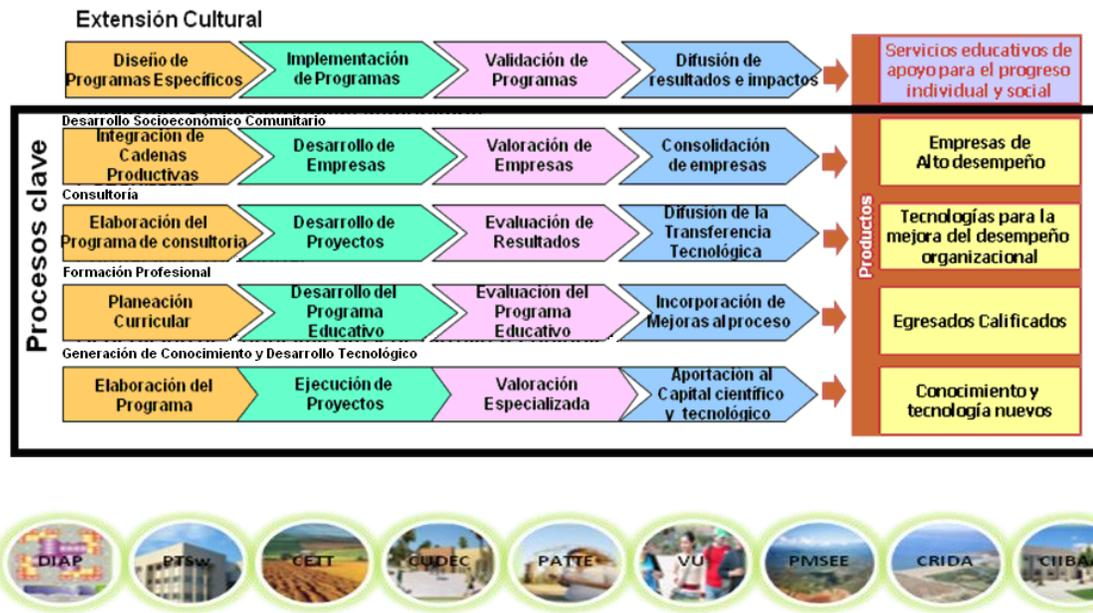 Extensión Cultural
Diseño de
Programas Específicos
Implementación
de Programas
Validación de
Programas
Difusión de
resultados e impactos
Servicios educativos de
apoyo para el progreso
individual y social
Procesos clave
Productos
Desarrollo Socioeconómico Comunitario
Integración de
Cadenas
Productivas
Desarrollo de
Empresas
Valoración de
Empresas
Consolidación
de empresas
Empresas de
Alto desempeño
Consultoría
Elaboración del
Programa de consultoria
Desarrollo de
Proyectos
Evaluación de
Resultados
Difusión de la
Transferencia
Tecnológica
Tecnologías para la
mejora del desempeño
organizacional
Formación Profesional
Planeación
Curricular
Desarrollo del
Programa
Educativo
Evaluación del
Programa
Educativo
Incorporación de
Mejoras al proceso
Egresados Calificados
Generación de Conocimiento y Desarrollo Tecnológico
Elaboración del
Programa
Ejecución de
Proyectos
Valoración
Especializada
Aportación al
Capital científico
y tecnológico
Conocimiento y
tecnología nuevos
DIAP
PTSw
CETT
CUDEC
PATTE
VU
PMSEE
CRIDA